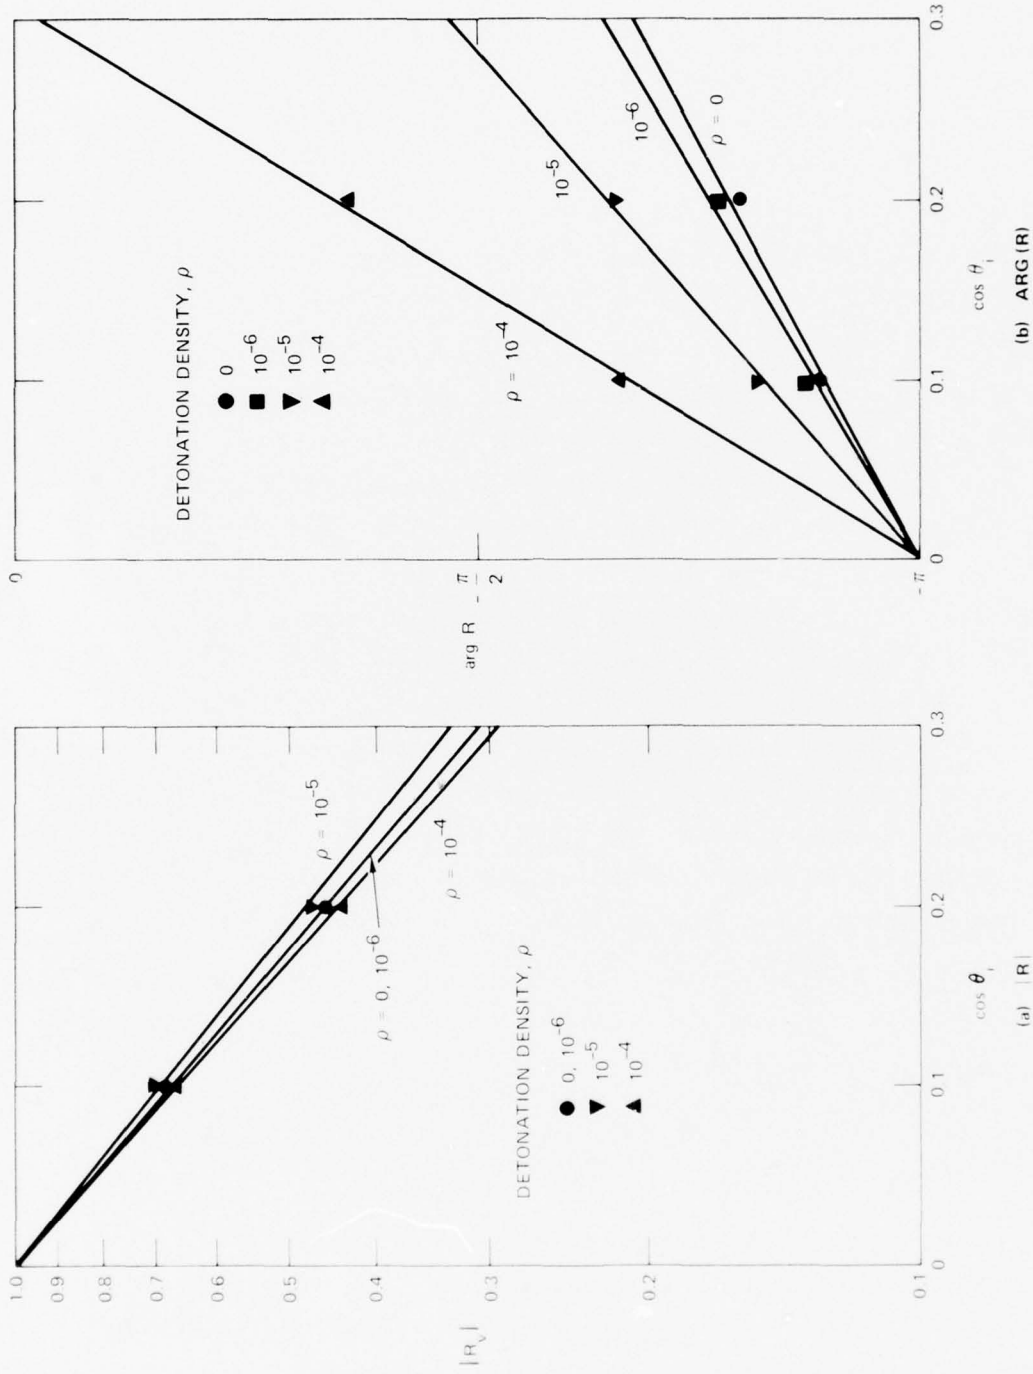 |R_v|
1.0
0.9
0.8
0.7
0.6
0.5
0.4
0.3
0.2
0.1
0
0.1
0.2
0.3
ρ = 10⁻⁵
ρ = 0, 10⁻⁶
ρ = 10⁻⁴
DETONATION DENSITY, ρ
● 0, 10⁻⁶
▼ 10⁻⁵
▲ 10⁻⁴
cos θᵢ
(a) |R|
0
arg R - π/2
-π
0
0.1
0.2
0.3
DETONATION DENSITY, ρ
● 0
■ 10⁻⁶
▼ 10⁻⁵
▲ 10⁻⁴
ρ = 10⁻⁴
10⁻⁵
10⁻⁶
ρ = 0
cos θᵢ
(b) ARG (R)